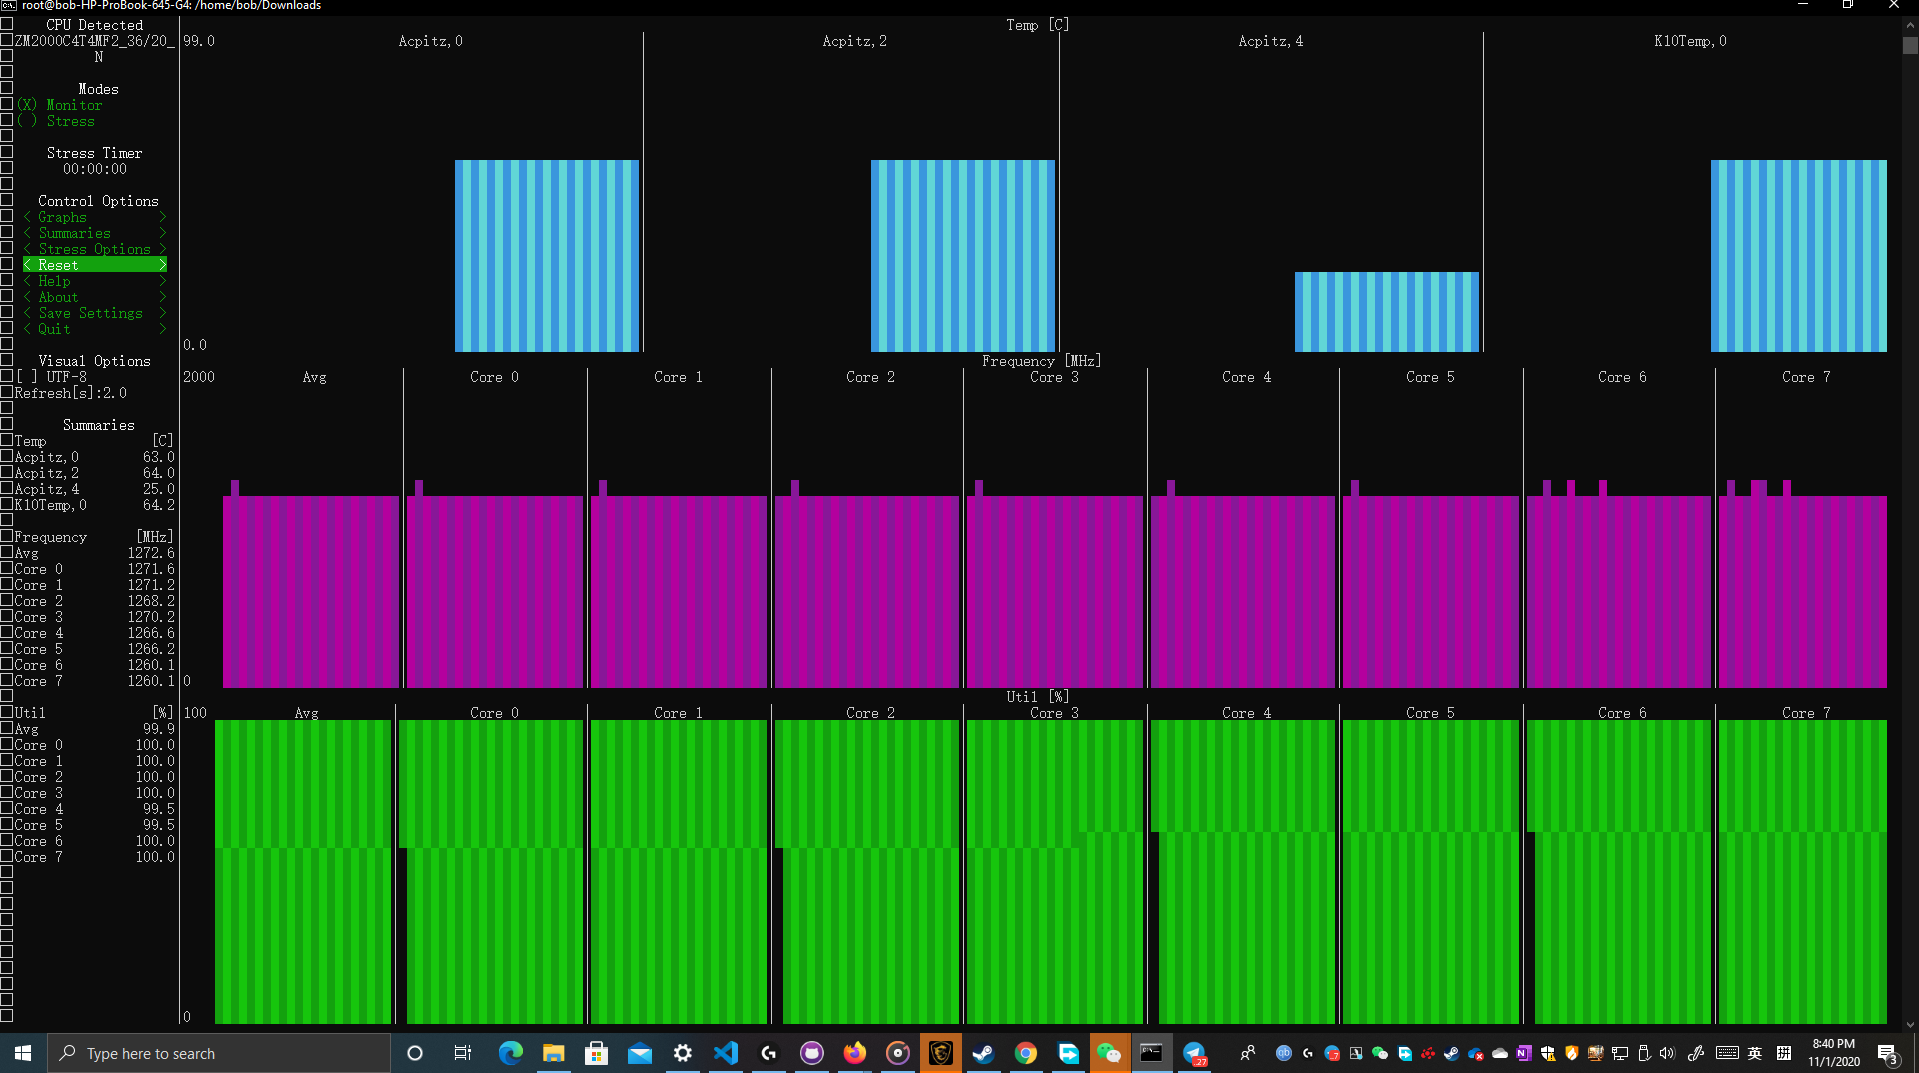 root@bob-HP-ProBook-645-G4: /home/bob/Downloads
CPU Detected
ZM2000C4T4MF2_36/20_
N
Modes
(X) Monitor
( ) Stress
Stress Timer
00:00:00
Control Options
< Graphs >
< Summaries >
< Stress Options >
< Reset >
< Help >
< About >
< Save Settings >
< Quit >
Visual Options
[ ] UTF-8
Refresh[s]:2.0
Summaries
Temp [C]
Acpitz,0 63.0
Acpitz,2 64.0
Acpitz,4 25.0
K10Temp,0 64.2
Frequency [MHz]
Avg 1272.6
Core 0 1271.6
Core 1 1271.2
Core 2 1268.2
Core 3 1270.2
Core 4 1266.6
Core 5 1266.2
Core 6 1260.1
Core 7 1260.1
Util [%]
Avg 99.9
Core 0 100.0
Core 1 100.0
Core 2 100.0
Core 3 100.0
Core 4 99.5
Core 5 99.5
Core 6 100.0
Core 7 100.0
Temp [C]
99.0 Acpitz,0 Acpitz,2 Acpitz,4 K10Temp,0
0.0
Frequency [MHz]
2000 Avg Core 0 Core 1 Core 2 Core 3 Core 4 Core 5 Core 6 Core 7
0
Util [%]
100 Avg Core 0 Core 1 Core 2 Core 3 Core 4 Core 5 Core 6 Core 7
0
Type here to search
27
英
8:40 PM
11/1/2020
3